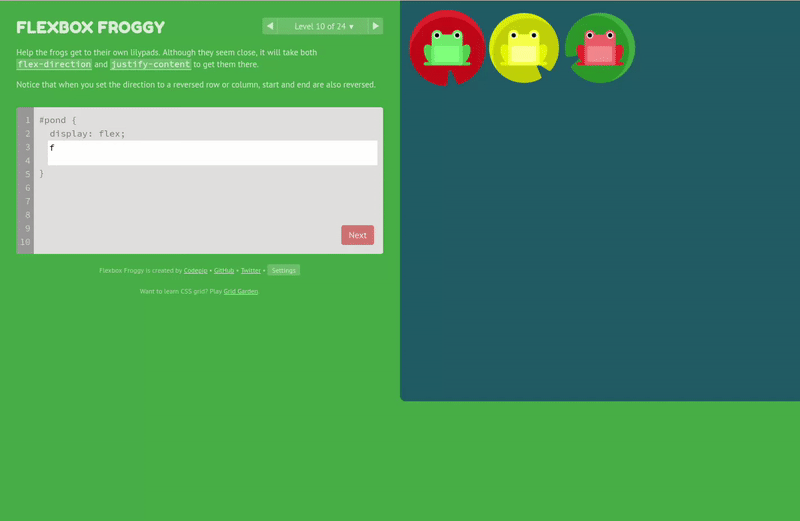 FLEXBOX FROGGY
◀ Level 10 of 24 ▼ ▶
Help the frogs get to their own lilypads. Although they seem close, it will take both
flex-direction and justify-content to get them there.
Notice that when you set the direction to a reversed row or column, start and end are also reversed.
1 #pond {
2 display: flex;
3 f
4
5 }
6
7
8
9
10
Next
Flexbox Froggy is created by Codepip • GitHub • Twitter • Settings
Want to learn CSS grid? Play Grid Garden.